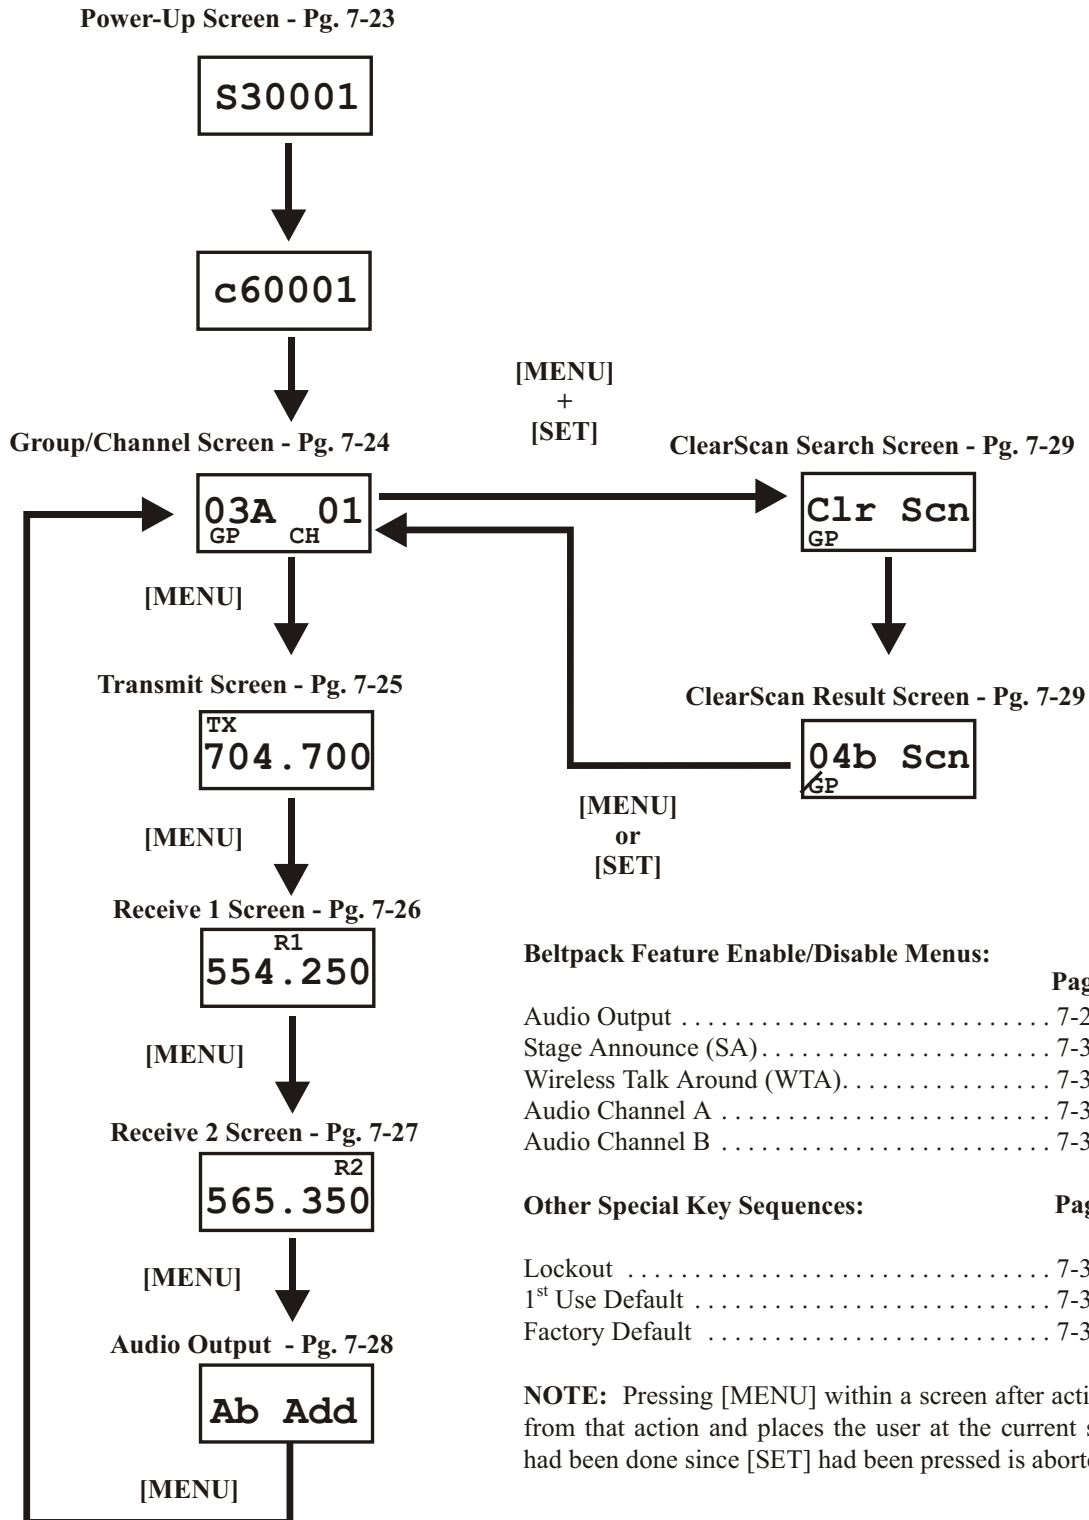 Power-Up Screen - Pg. 7-23
S30001
c60001
[MENU]
+
[SET]
Group/Channel Screen - Pg. 7-24
03A 01
GP CH
ClearScan Search Screen - Pg. 7-29
Clr Scn
GP
[MENU]
Transmit Screen - Pg. 7-25
TX
704.700
ClearScan Result Screen - Pg. 7-29
04b Scn
GP
[MENU]
or
[SET]
[MENU]
Receive 1 Screen - Pg. 7-26
R1
554.250
[MENU]
Receive 2 Screen - Pg. 7-27
R2
565.350
[MENU]
Audio Output - Pg. 7-28
Ab Add
[MENU]
Beltpack Feature Enable/Disable Menus:
Audio Output . . . . . . . . . . . . . . . . . . . . . . . . . . . .
Stage Announce (SA) . . . . . . . . . . . . . . . . . . . . . .
Wireless Talk Around (WTA). . . . . . . . . . . . . . . .
Audio Channel A . . . . . . . . . . . . . . . . . . . . . . . . .
Audio Channel B . . . . . . . . . . . . . . . . . . . . . . . . .
Other Special Key Sequences:
Lockout . . . . . . . . . . . . . . . . . . . . . . . . . . . . . . . .
1st Use Default . . . . . . . . . . . . . . . . . . . . . . . . . . .
Factory Default . . . . . . . . . . . . . . . . . . . . . . . . . .
NOTE: Pressing [MENU] within a screen after
from that action and places the user at the current
had been done since [SET] had been pressed is